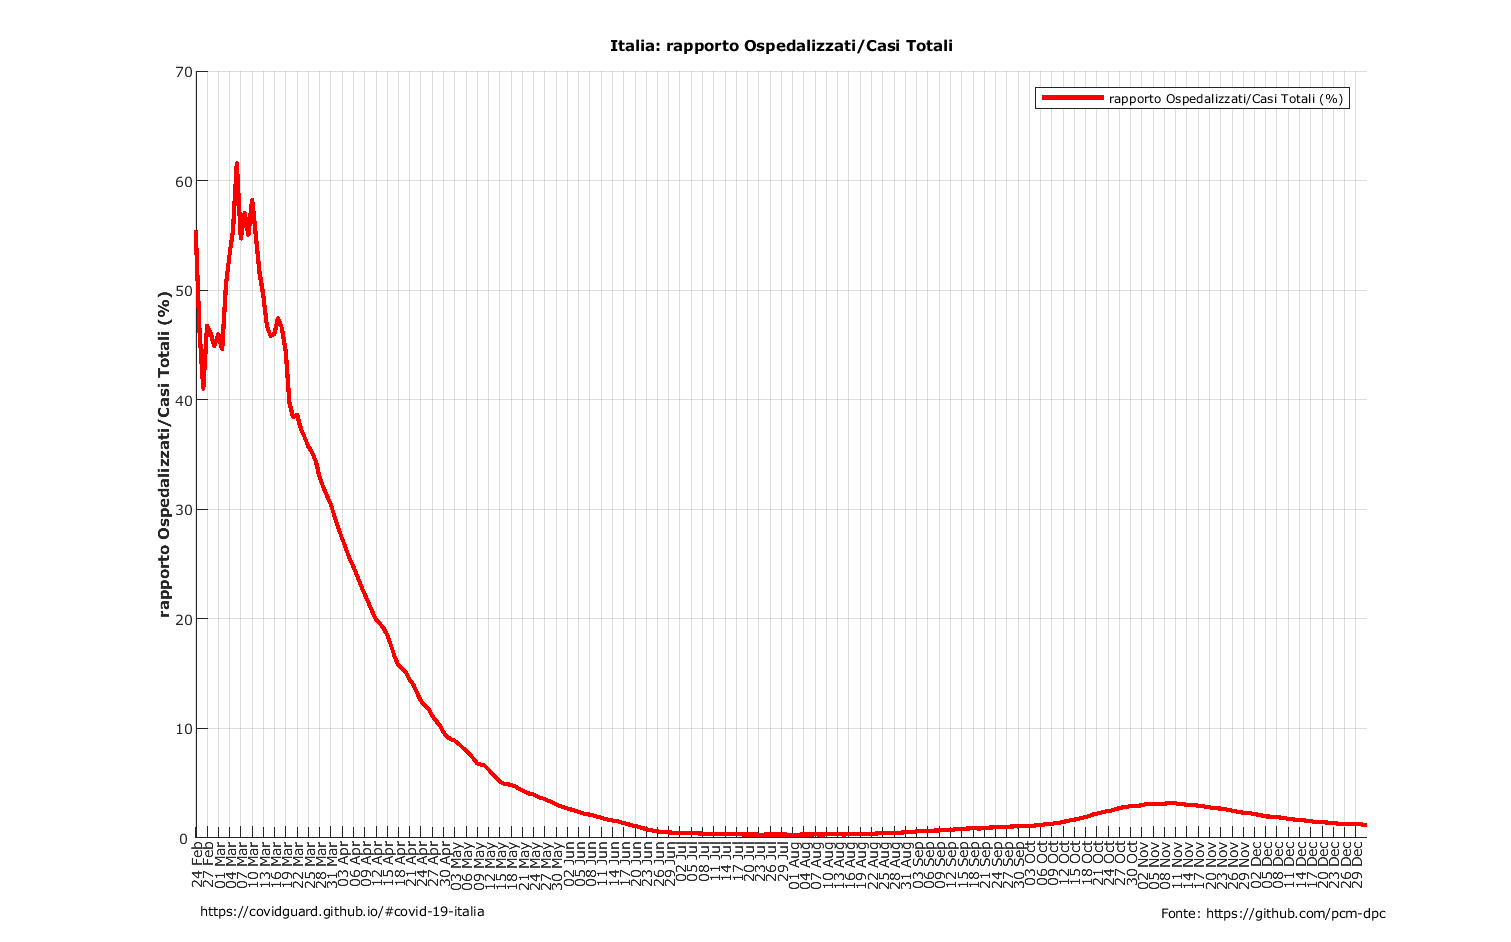 Italia: rapporto Ospedalizzati/Casi Totali
rapporto Ospedalizzati/Casi Totali (%)
rapporto Ospedalizzati/Casi Totali (%)
70
60
50
40
30
20
10
0
24 Feb
27 Feb
01 Mar
04 Mar
07 Mar
10 Mar
13 Mar
16 Mar
19 Mar
22 Mar
25 Mar
28 Mar
31 Mar
03 Apr
06 Apr
09 Apr
12 Apr
15 Apr
18 Apr
21 Apr
24 Apr
27 Apr
30 Apr
03 May
06 May
09 May
12 May
15 May
18 May
21 May
24 May
27 May
30 May
02 Jun
05 Jun
08 Jun
11 Jun
14 Jun
17 Jun
20 Jun
23 Jun
26 Jun
29 Jun
02 Jul
05 Jul
08 Jul
11 Jul
14 Jul
17 Jul
20 Jul
23 Jul
26 Jul
29 Jul
01 Aug
04 Aug
07 Aug
10 Aug
13 Aug
16 Aug
19 Aug
22 Aug
25 Aug
28 Aug
31 Aug
03 Sep
06 Sep
09 Sep
12 Sep
15 Sep
18 Sep
21 Sep
24 Sep
27 Sep
30 Sep
03 Oct
06 Oct
09 Oct
12 Oct
15 Oct
18 Oct
21 Oct
24 Oct
27 Oct
30 Oct
02 Nov
05 Nov
08 Nov
11 Nov
14 Nov
17 Nov
20 Nov
23 Nov
26 Nov
29 Nov
02 Dec
05 Dec
08 Dec
11 Dec
14 Dec
17 Dec
20 Dec
23 Dec
26 Dec
29 Dec
https://covidguard.github.io/#covid-19-italia
Fonte: https://github.com/pcm-dpc